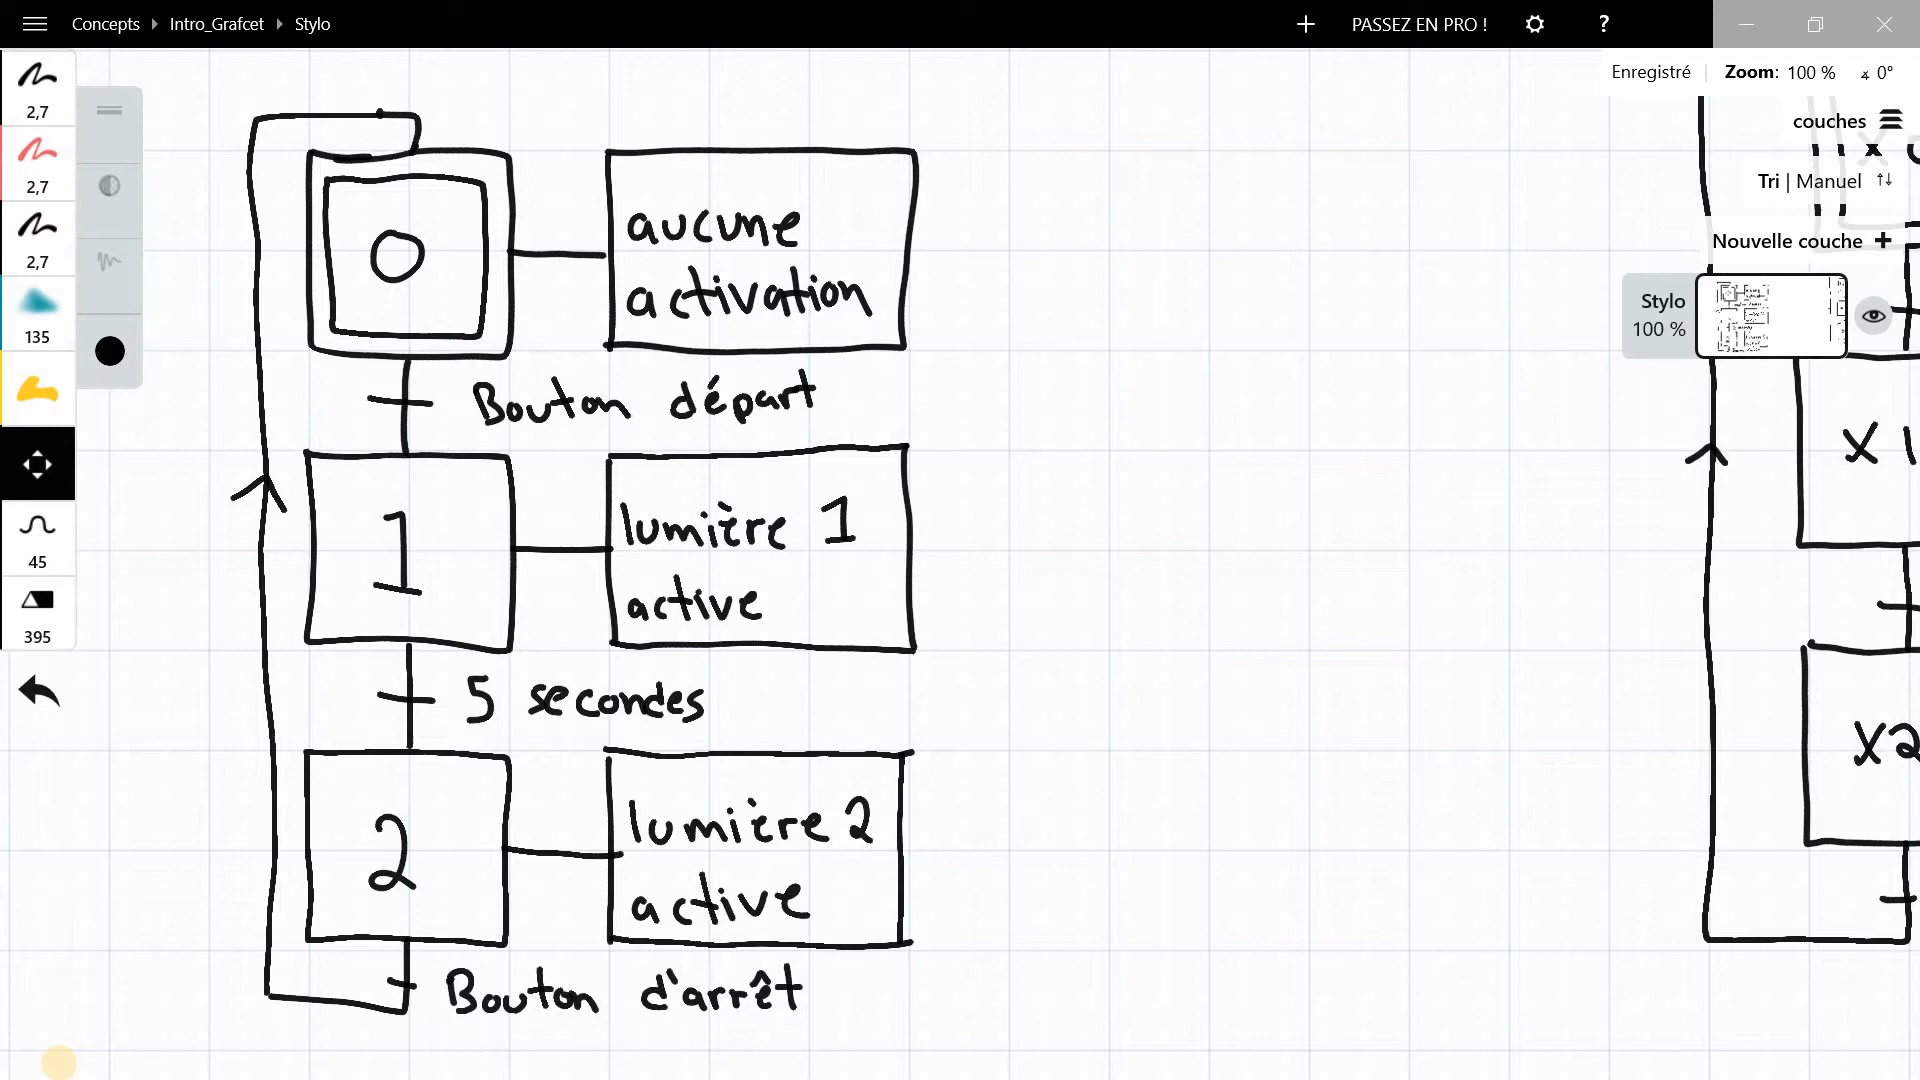 Concepts Intro_Grafcet Stylo
PASSEZ EN PRO ! ?
Enregistré Zoom: 100 % 0°
2,7
2,7
2,7
135
45
395
couches
Tri | Manuel
Nouvelle couche +
Stylo
100 %
0
aucune
activation
Bouton départ
1
lumière 1
active
5 secondes
2
lumière 2
active
Bouton d'arrêt
X 1
X2